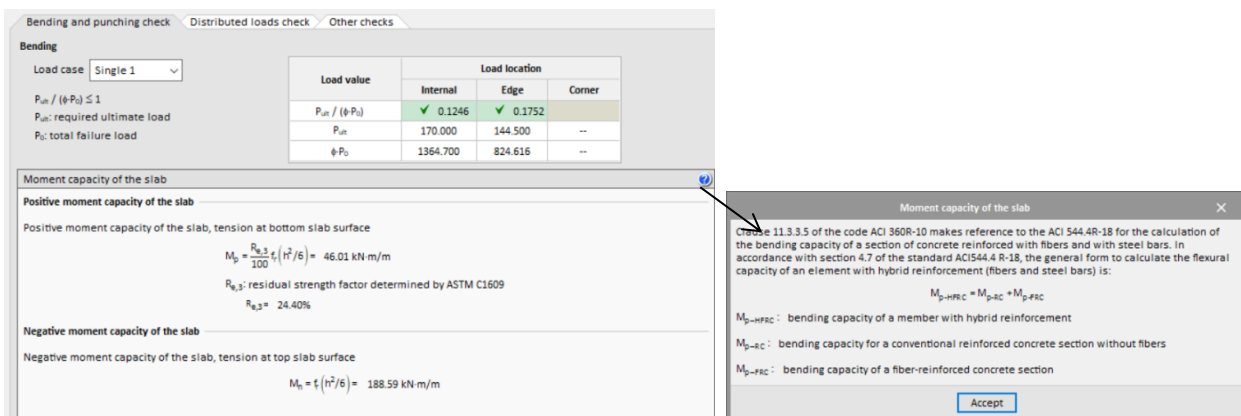 Bending and punching check Distributed loads check Other checks
Bending
Load case Single 1
Pult / (ϕ·P0) ≤ 1
Pult: required ultimate load
P0: total failure load
Load value Load location
Internal Edge Corner
Pult / (ϕ·P0) ✔ 0.1246 ✔ 0.1752
Pult 170.000 144.500 --
ϕ·P0 1364.700 824.616 --
Moment capacity of the slab ?
Positive moment capacity of the slab
Positive moment capacity of the slab, tension at bottom slab surface
Mp = Re,3/100 fr(h²/6) = 46.01 kN·m/m
Re,3: residual strength factor determined by ASTM C1609
Re,3= 24.40%
Negative moment capacity of the slab
Negative moment capacity of the slab, tension at top slab surface
Mn = fr(h²/6) = 188.59 kN·m/m
Moment capacity of the slab ×
Clause 11.3.3.5 of the code ACI 360R-10 makes reference to the ACI 544.4R-18 for the calculation of
the bending capacity of a section of concrete reinforced with fibers and with steel bars. In
accordance with section 4.7 of the standard ACI544.4 R-18, the general form to calculate the flexural
capacity of an element with hybrid reinforcement (fibers and steel bars) is:
Mp-HFRC = Mp-RC + Mp-FRC
Mp-HFRC : bending capacity of a member with hybrid reinforcement
Mp-RC : bending capacity for a conventional reinforced concrete section without fibers
Mp-FRC : bending capacity of a fiber-reinforced concrete section
Accept